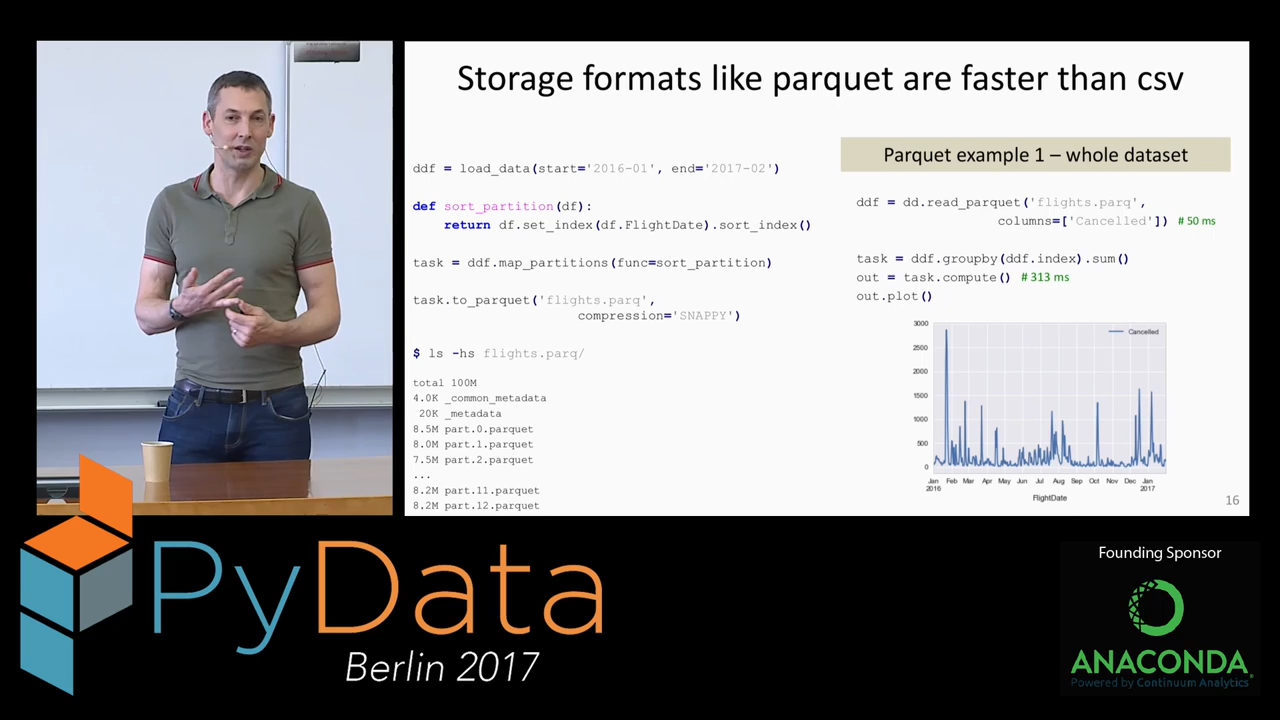 Storage formats like parquet are faster than csv
ddf = load_data(start='2016-01', end='2017-02')
def sort_partition(df):
return df.set_index(df.FlightDate).sort_index()
task = ddf.map_partitions(func=sort_partition)
task.to_parquet('flights.parq',
compression='SNAPPY')
$ ls -hs flights.parq/
total 100M
4.0K _common_metadata
20K _metadata
8.5M part.0.parquet
8.0M part.1.parquet
7.5M part.2.parquet
...
8.2M part.11.parquet
8.2M part.12.parquet
Parquet example 1 – whole dataset
ddf = dd.read_parquet('flights.parq',
columns=['Cancelled']) # 50 ms
task = ddf.groupby(ddf.index).sum()
out = task.compute() # 313 ms
out.plot()
Cancelled
3000
2500
2000
1500
1000
500
0
Jan Feb Mar Apr May Jun Jul Aug Sep Oct Nov Dec Jan
2016 2017
FlightDate
16
PyData
Berlin 2017
Founding Sponsor
ANACONDA
Powered by Continuum Analytics